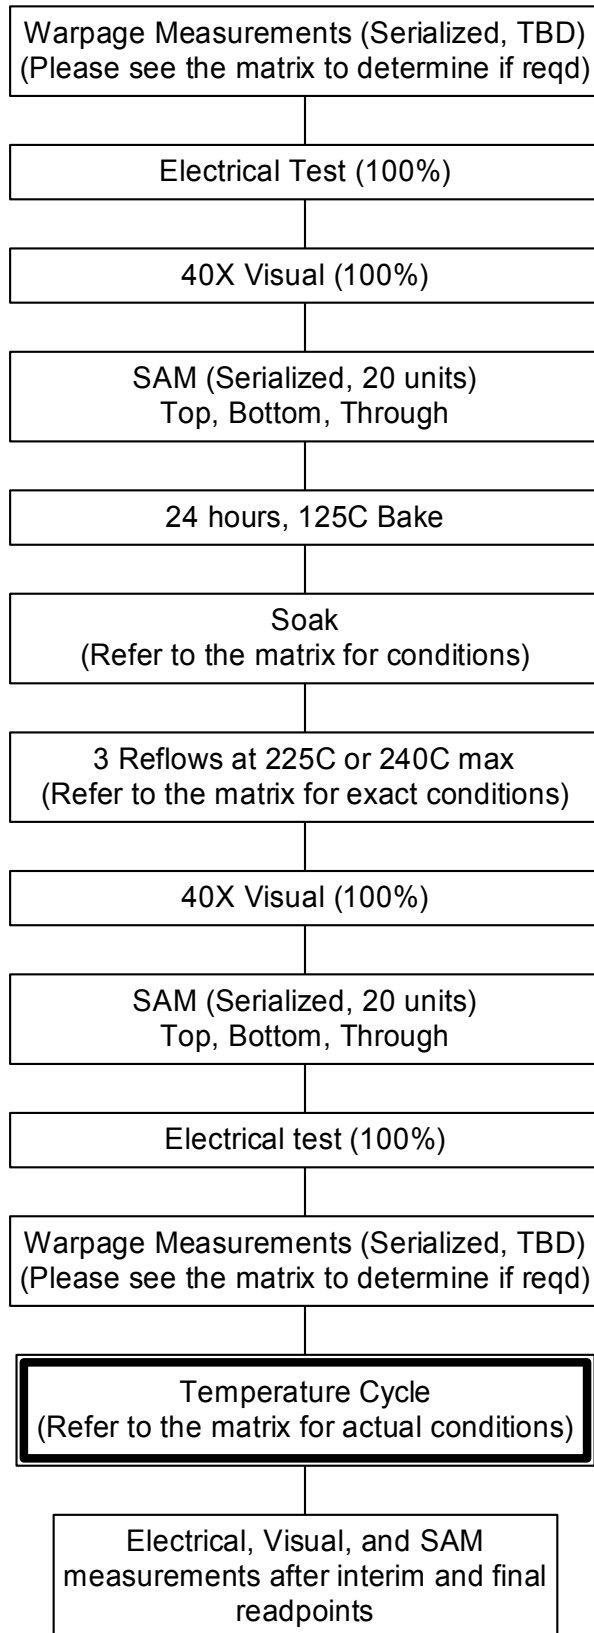 Warpage Measurements (Serialized, TBD)
(Please see the matrix to determine if reqd)
Electrical Test (100%)
40X Visual (100%)
SAM (Serialized, 20 units)
Top, Bottom, Through
24 hours, 125C Bake
Soak
(Refer to the matrix for conditions)
3 Reflows at 225C or 240C max
(Refer to the matrix for exact conditions)
40X Visual (100%)
SAM (Serialized, 20 units)
Top, Bottom, Through
Electrical test (100%)
Warpage Measurements (Serialized, TBD)
(Please see the matrix to determine if reqd)
Temperature Cycle
(Refer to the matrix for actual conditions)
Electrical, Visual, and SAM
measurements after interim and final
readpoints